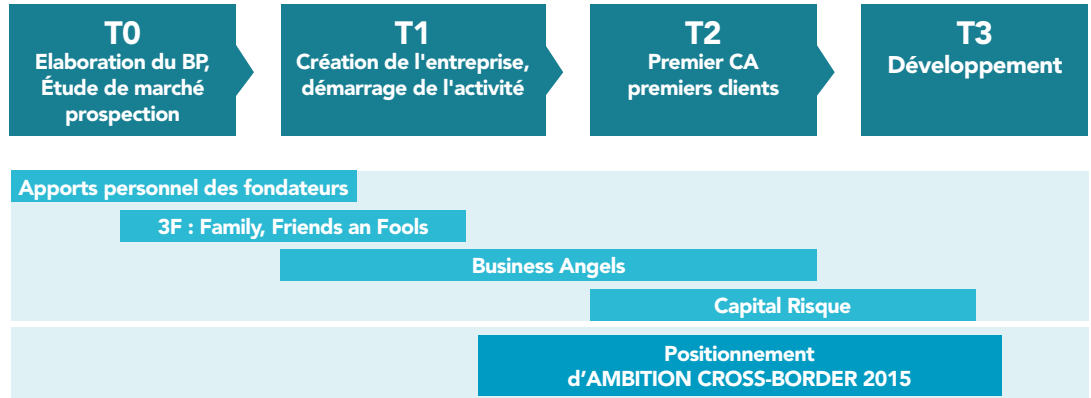 T0
Elaboration du BP,
Étude de marché
prospection
T1
Création de l'entreprise,
démarrage de l'activité
T2
Premier CA
premiers clients
T3
Développement
Apports personnel des fondateurs
3F : Family, Friends an Fools
Business Angels
Capital Risque
Positionnement
d'AMBITION CROSS-BORDER 2015